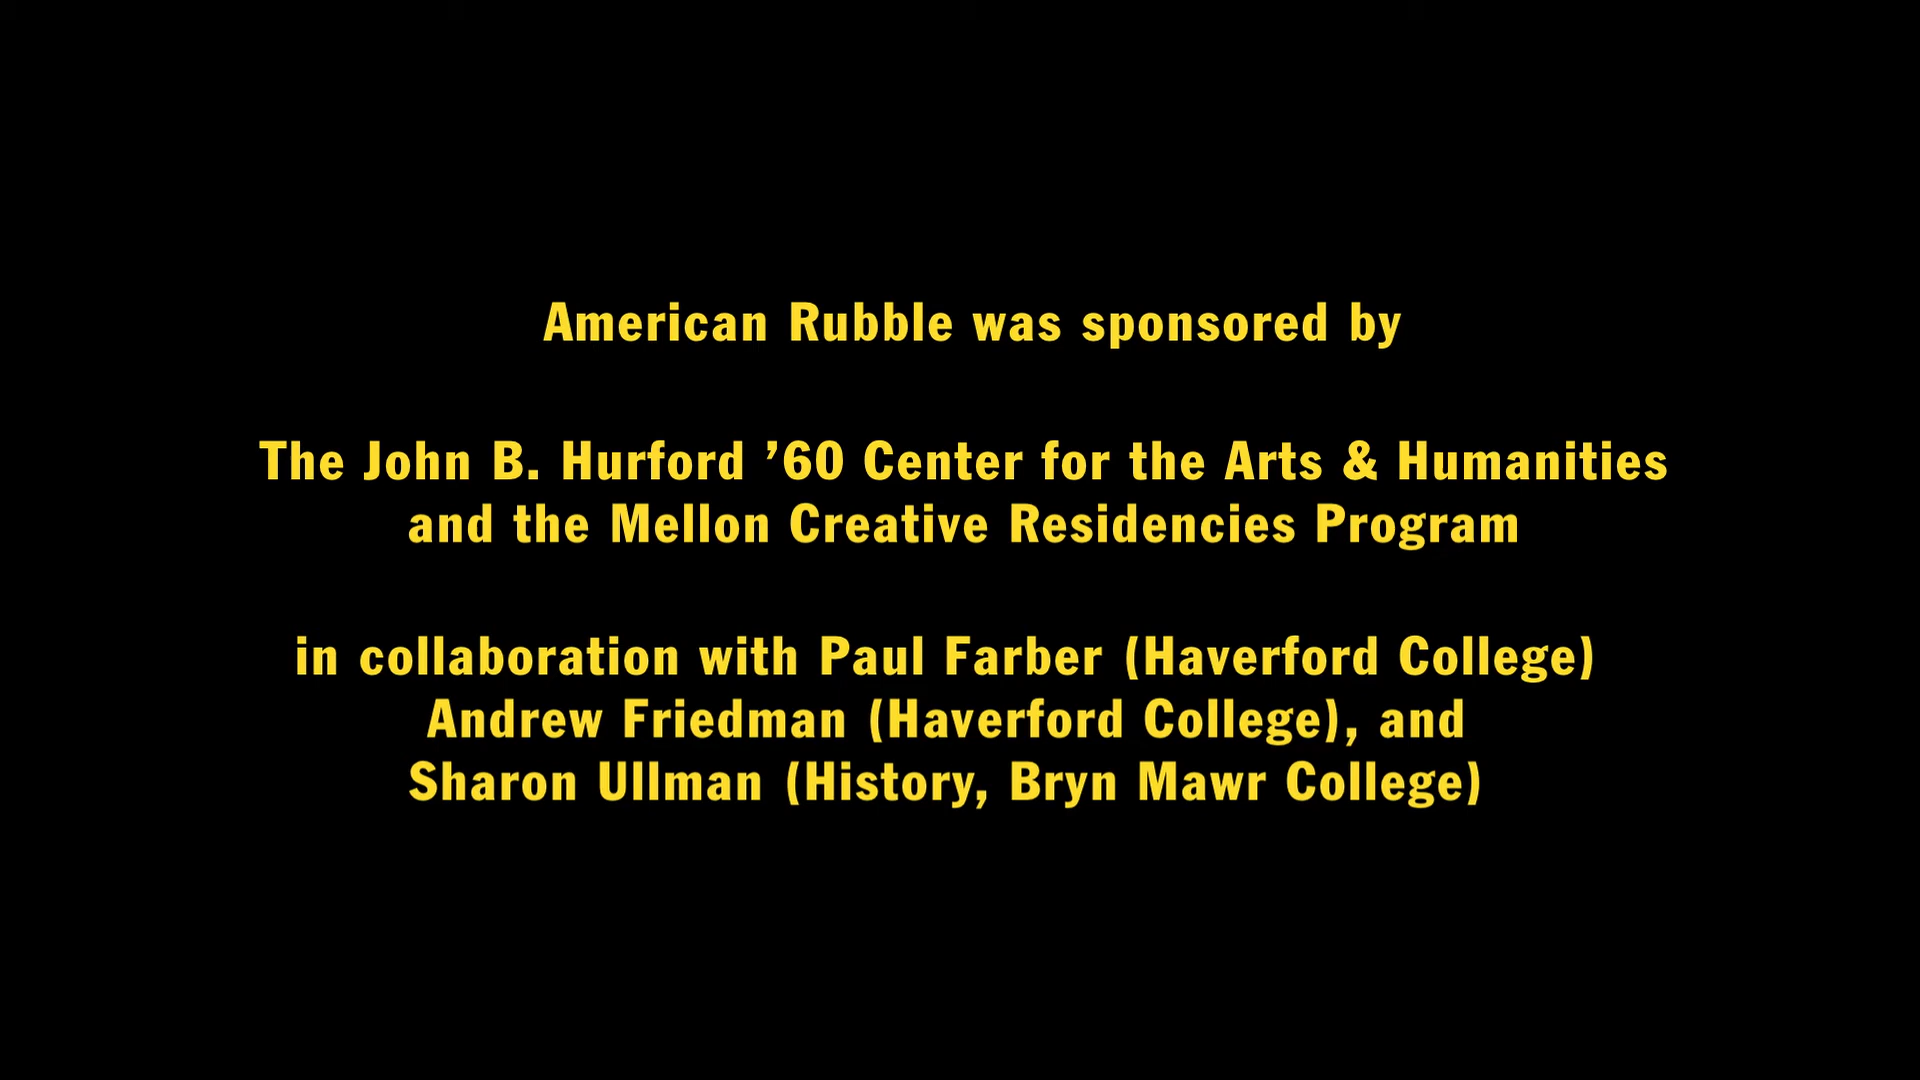 American Rubble was sponsored by
The John B. Hurford ’60 Center for the Arts & Humanities
and the Mellon Creative Residencies Program
in collaboration with Paul Farber (Haverford College)
Andrew Friedman (Haverford College), and
Sharon Ullman (History, Bryn Mawr College)